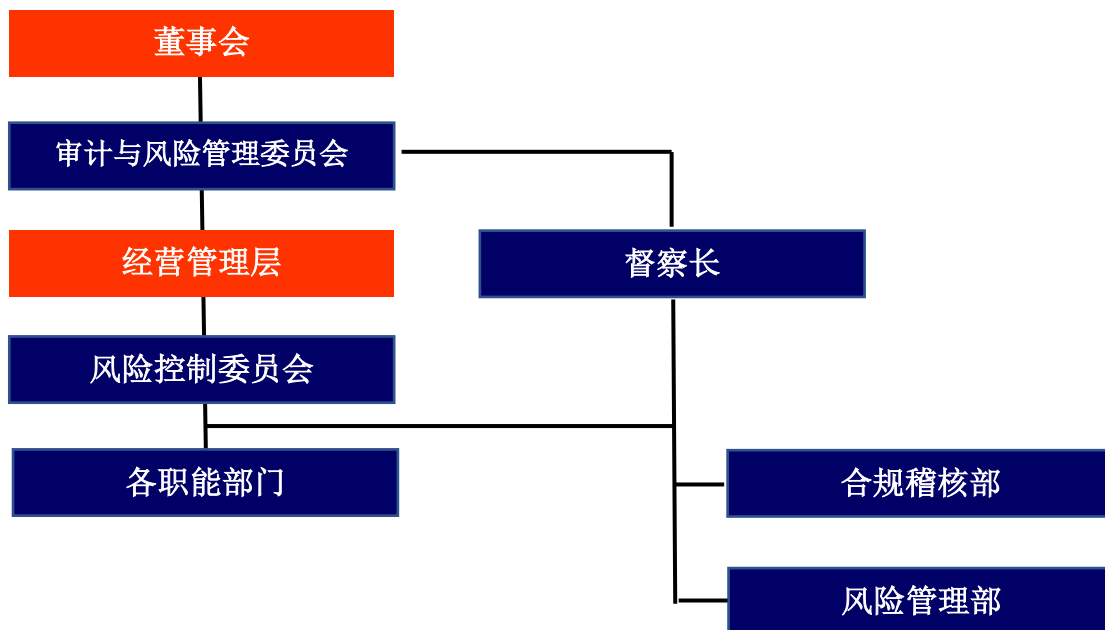 董事会
审计与风险管理委员会
经营管理层
督察长
风险控制委员会
各职能部门
合规稽核部
风险管理部